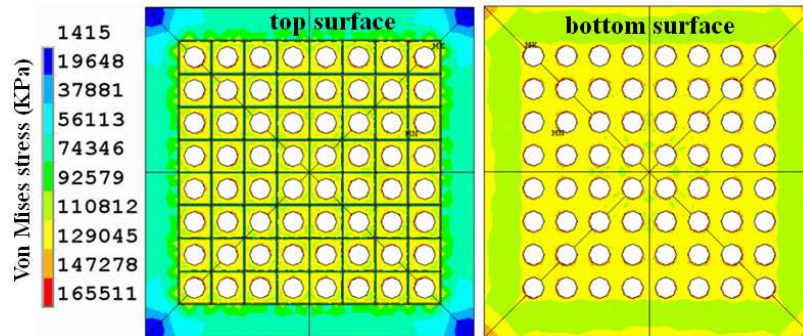 top surface
bottom surface
Von Mises stress (KPa)
1415
19648
37881
56113
74346
92579
110812
129045
147278
165511
MX
MN
MX
MN